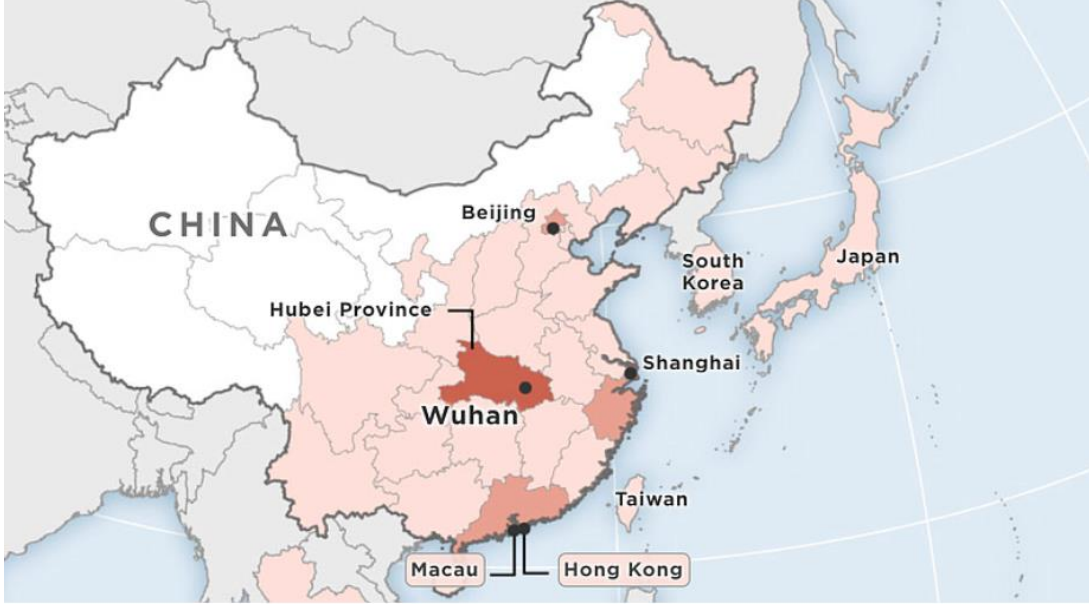 CHINA
Beijing
South
Korea
Japan
Hubei Province
Shanghai
Wuhan
Taiwan
Macau
Hong Kong